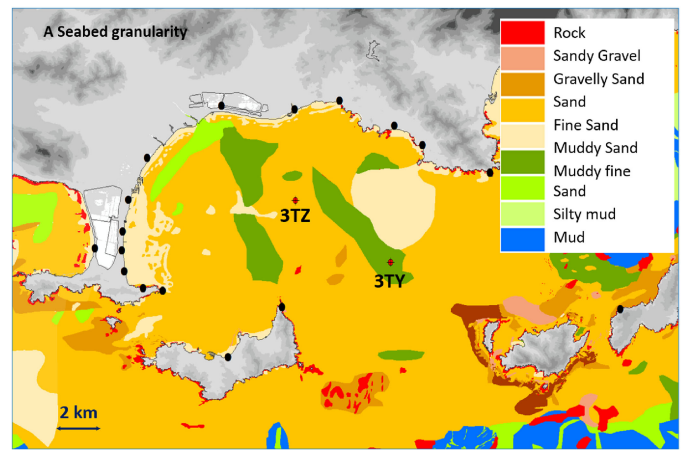 A Seabed granularity
Rock
Sandy Gravel
Gravelly Sand
Sand
Fine Sand
Muddy Sand
Muddy fine
Sand
Silty mud
Mud
3TZ
3TY
2 km